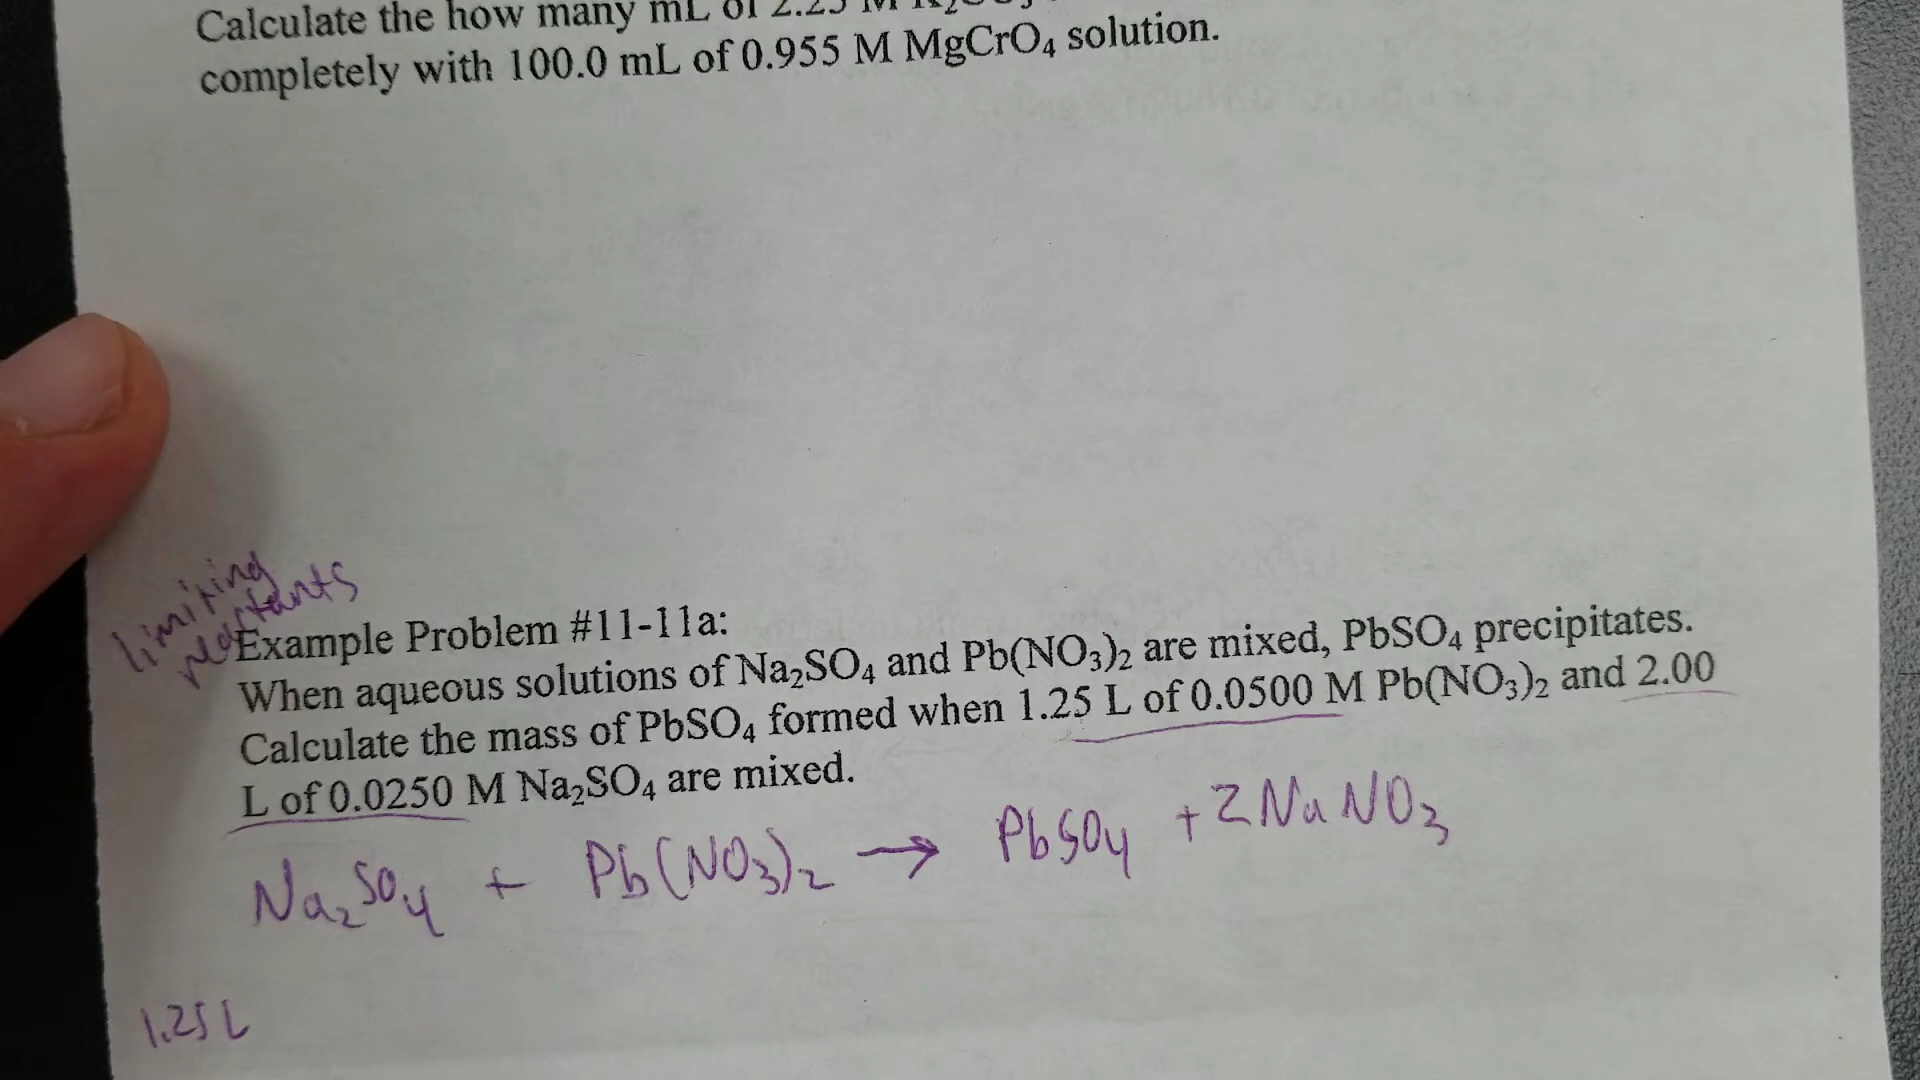 Calculate the how many mL of 2.25 M
completely with 100.0 mL of 0.955 M MgCrO₄ solution.
limiting
reactants
Example Problem #11-11a:
When aqueous solutions of Na₂SO₄ and Pb(NO₃)₂ are mixed, PbSO₄ precipitates.
Calculate the mass of PbSO₄ formed when 1.25 L of 0.0500 M Pb(NO₃)₂ and 2.00
L of 0.0250 M Na₂SO₄ are mixed.
Na₂SO₄ + Pb(NO₃)₂ → PbSO₄ + 2NaNO₃
1.25 L